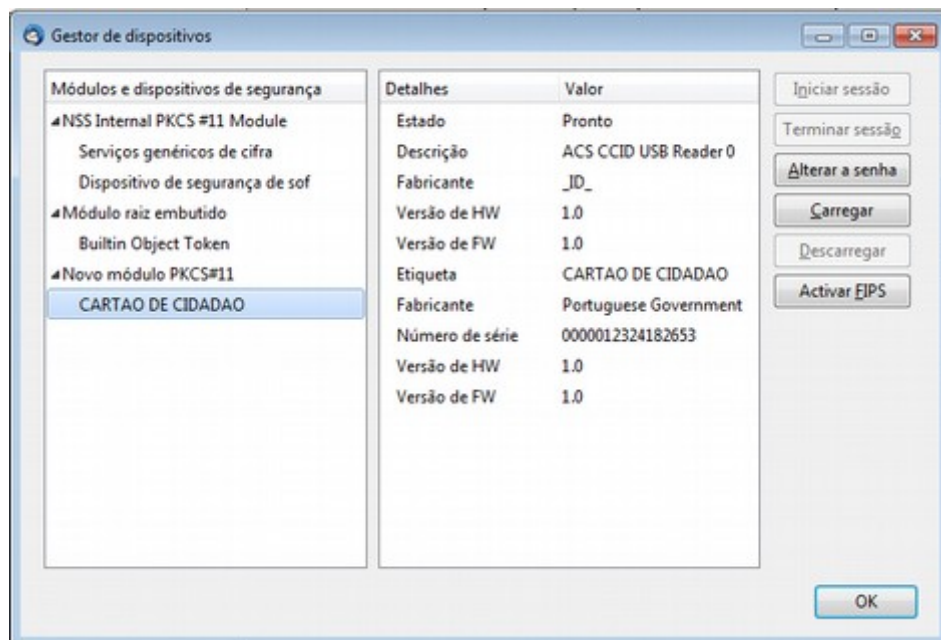 Gestor de dispositivos
Módulos e dispositivos de segurança
NSS Internal PKCS #11 Module
Serviços genéricos de cifra
Dispositivo de segurança de sof
Módulo raiz embutido
Builtin Object Token
Novo módulo PKCS#11
CARTAO DE CIDADAO
Detalhes Valor
Estado Pronto
Descrição ACS CCID USB Reader 0
Fabricante _ID_
Versão de HW 1.0
Versão de FW 1.0
Etiqueta CARTAO DE CIDADAO
Fabricante Portuguese Government
Número de série 0000012324182653
Versão de HW 1.0
Versão de FW 1.0
Iniciar sessão
Terminar sessão
Alterar a senha
Carregar
Descarregar
Activar FIPS
OK